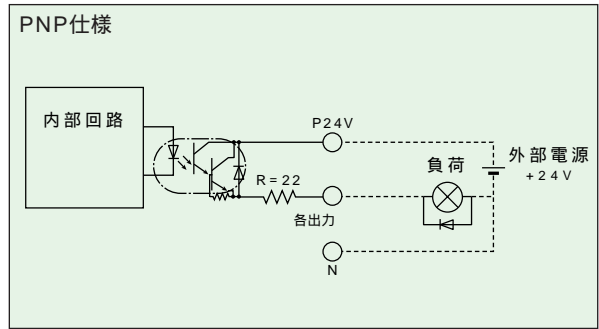 PNP仕様
内部回路
P24V
負荷
外部電源
+24V
R=22
各出力
N